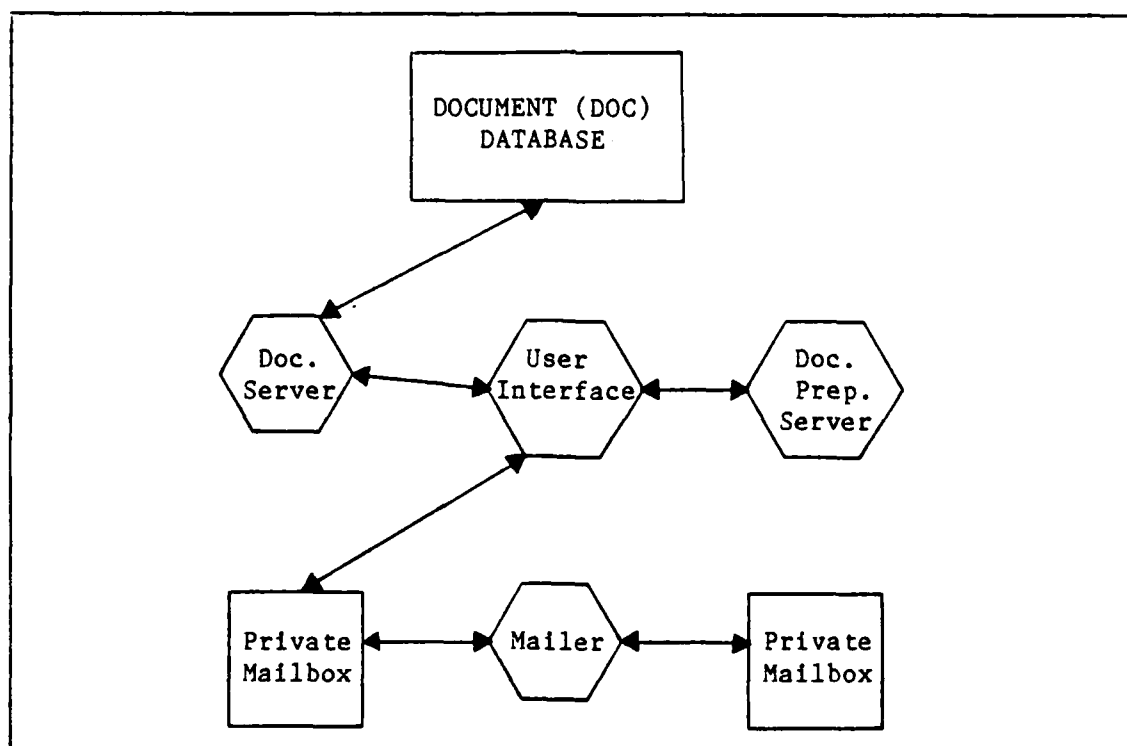 DOCUMENT (DOC)
DATABASE
Doc.
Server
User
Interface
Doc.
Prep.
Server
Private
Mailbox
Mailer
Private
Mailbox